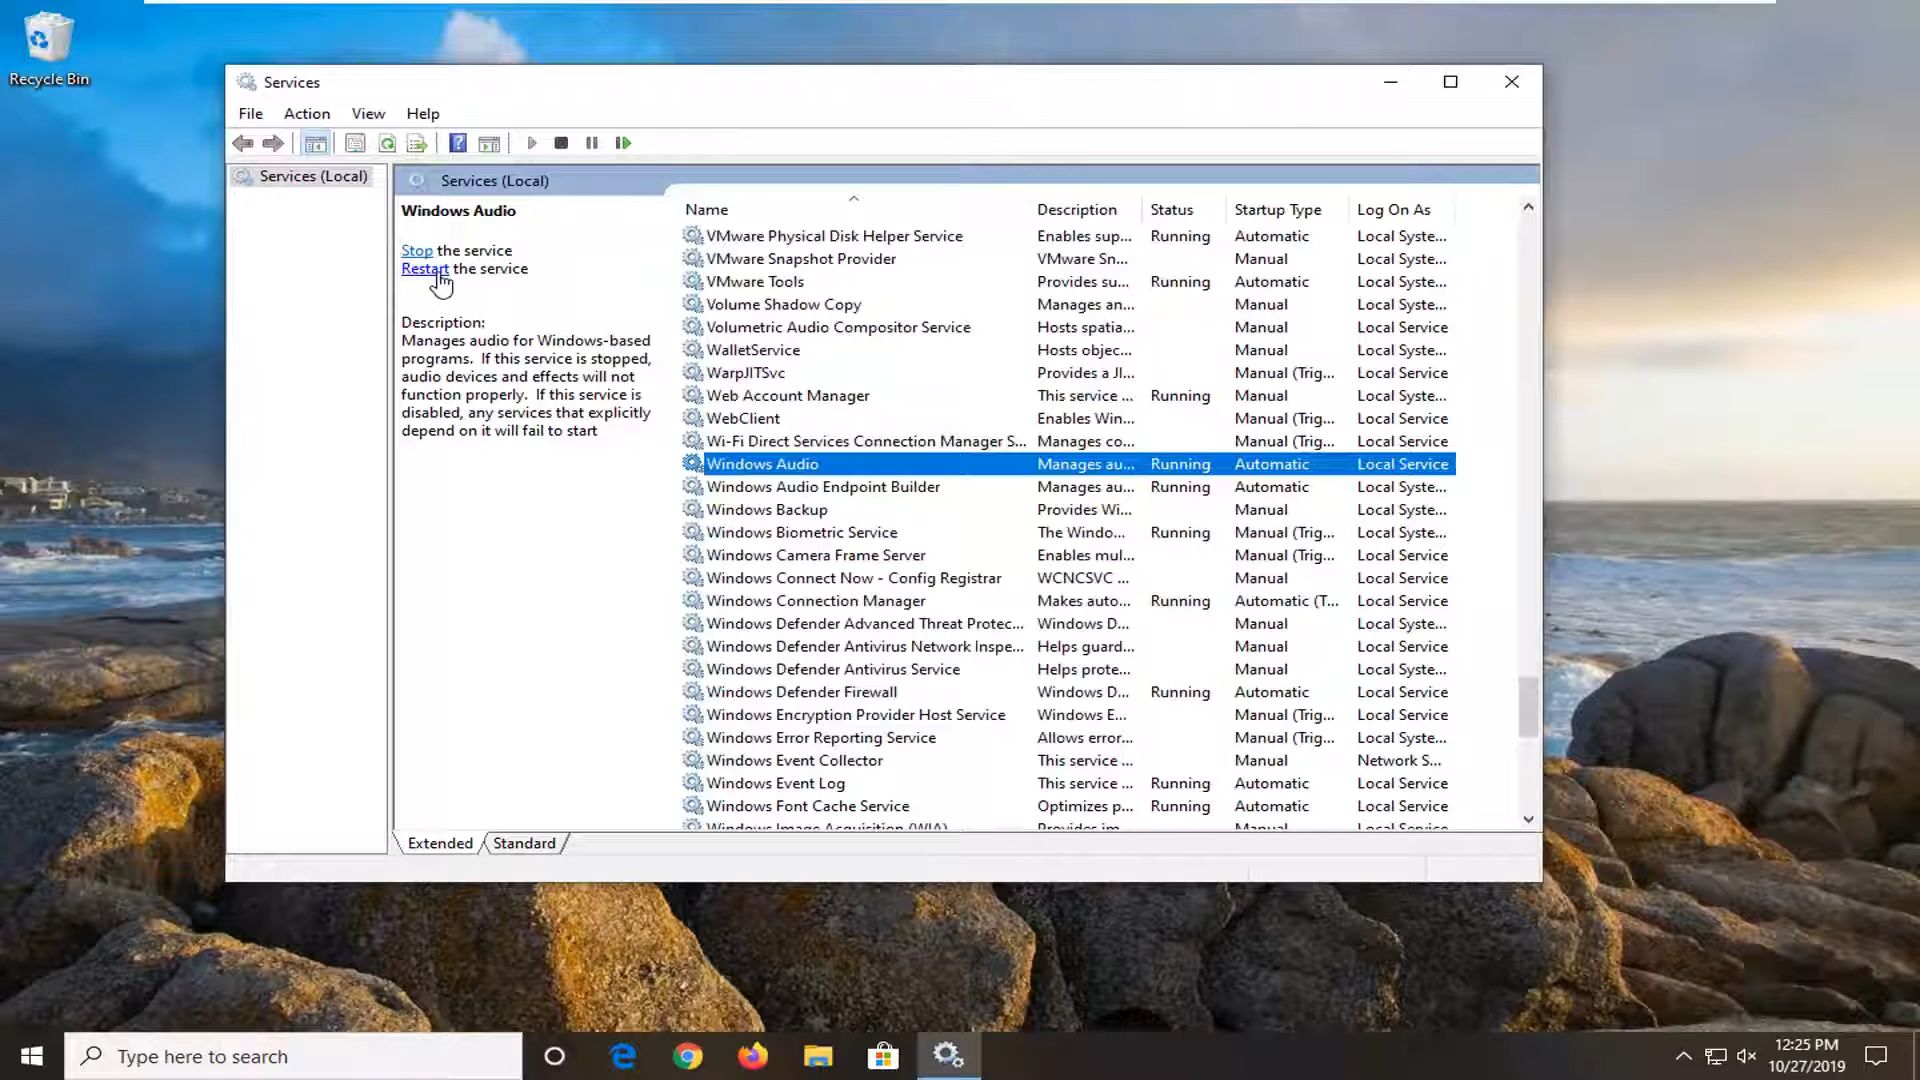 Recycle Bin
Services
File Action View Help
Services (Local)
Services (Local)
Windows Audio
Stop the service
Restart the service
Description:
Manages audio for Windows-based
programs. If this service is stopped,
audio devices and effects will not
function properly. If this service is
disabled, any services that explicitly
depend on it will fail to start
Name Description Status Startup Type Log On As
VMware Physical Disk Helper Service Enables sup... Running Automatic Local Syste...
VMware Snapshot Provider VMware Sn... Manual Local Syste...
VMware Tools Provides su... Running Automatic Local Syste...
Volume Shadow Copy Manages an... Manual Local Syste...
Volumetric Audio Compositor Service Hosts spatia... Manual Local Service
WalletService Hosts objec... Manual Local Syste...
WarpJITSvc Provides a JI... Manual (Trig... Local Service
Web Account Manager This service ... Running Manual Local Syste...
WebClient Enables Win... Manual (Trig... Local Service
Wi-Fi Direct Services Connection Manager S... Manages co... Manual (Trig... Local Service
Windows Audio Manages au... Running Automatic Local Service
Windows Audio Endpoint Builder Manages au... Running Automatic Local Syste...
Windows Backup Provides Wi... Manual Local Syste...
Windows Biometric Service The Windo... Running Manual (Trig... Local Syste...
Windows Camera Frame Server Enables mul... Manual (Trig... Local Service
Windows Connect Now - Config Registrar WCNCSVC ... Manual Local Service
Windows Connection Manager Makes auto... Running Automatic (T... Local Service
Windows Defender Advanced Threat Protec... Windows D... Manual Local Syste...
Windows Defender Antivirus Network Inspe... Helps guard... Manual Local Service
Windows Defender Antivirus Service Helps prote... Manual Local Syste...
Windows Defender Firewall Windows D... Running Automatic Local Service
Windows Encryption Provider Host Service Windows E... Manual (Trig... Local Service
Windows Error Reporting Service Allows error... Manual (Trig... Local Syste...
Windows Event Collector This service ... Manual Network S...
Windows Event Log This service ... Running Automatic Local Service
Windows Font Cache Service Optimizes p... Running Automatic Local Service
Windows Image Acquisition (WIA) Provides im... Manual Local Service
Extended Standard
Type here to search
12:25 PM
10/27/2019